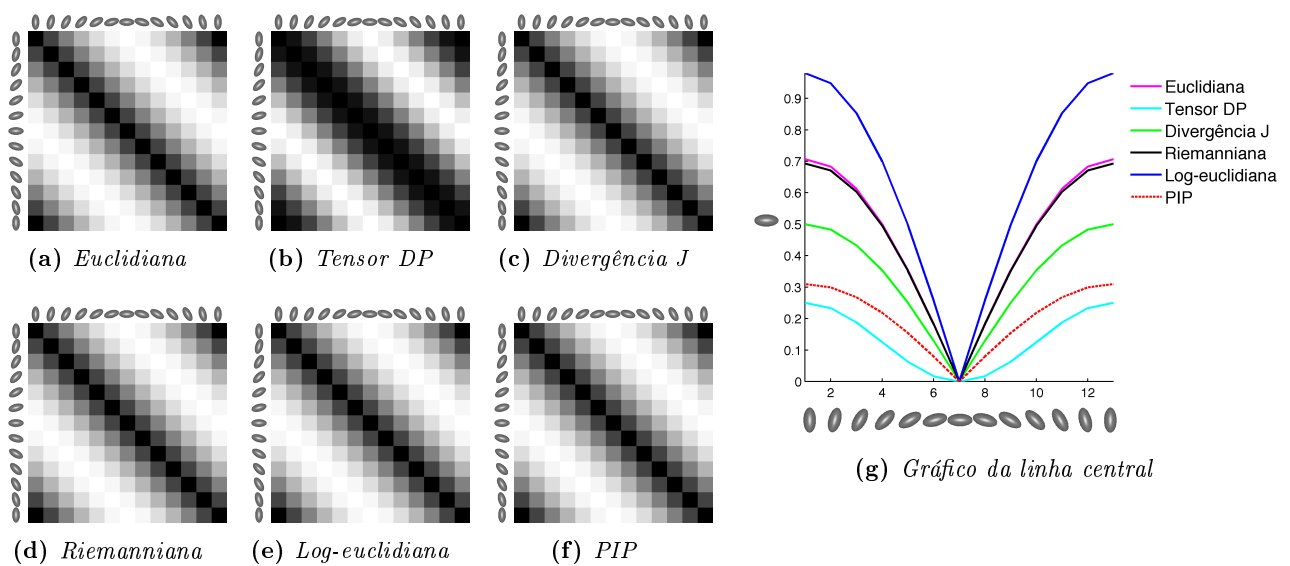 (a) Euclidiana
(b) Tensor DP
(c) Divergência J
(d) Riemanniana
(e) Log-euclidiana
(f) PIP
0.9
0.8
0.7
0.6
0.5
0.4
0.3
0.2
0.1
0
2 4 6 8 10 12
Euclidiana
Tensor DP
Divergência J
Riemanniana
Log-euclidiana
PIP
(g) Gráfico da linha central